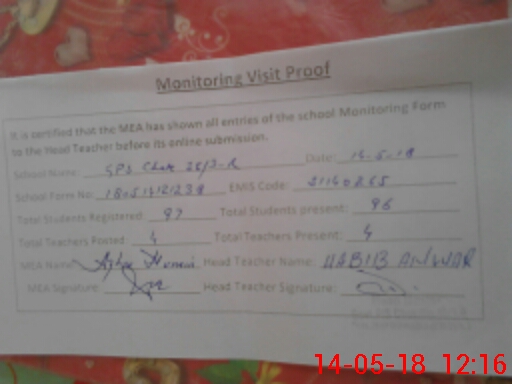 Monitoring Visit Proof
It is certified that the MEA has shown all entries of the school Monitoring Form
to the Head Teacher before its online submission.
School Name: GPS Chak 25/3-R Date: 14-5-18
School Form No: EMIS Code:
Total Students Registered: 97 Total Students present: 96
Total Teachers Posted: 4 Total Teachers Present: 4
MEA Name: Head Teacher Name: HABIB ANWAR
MEA Signature: Head Teacher Signature:
14-05-18 12:16